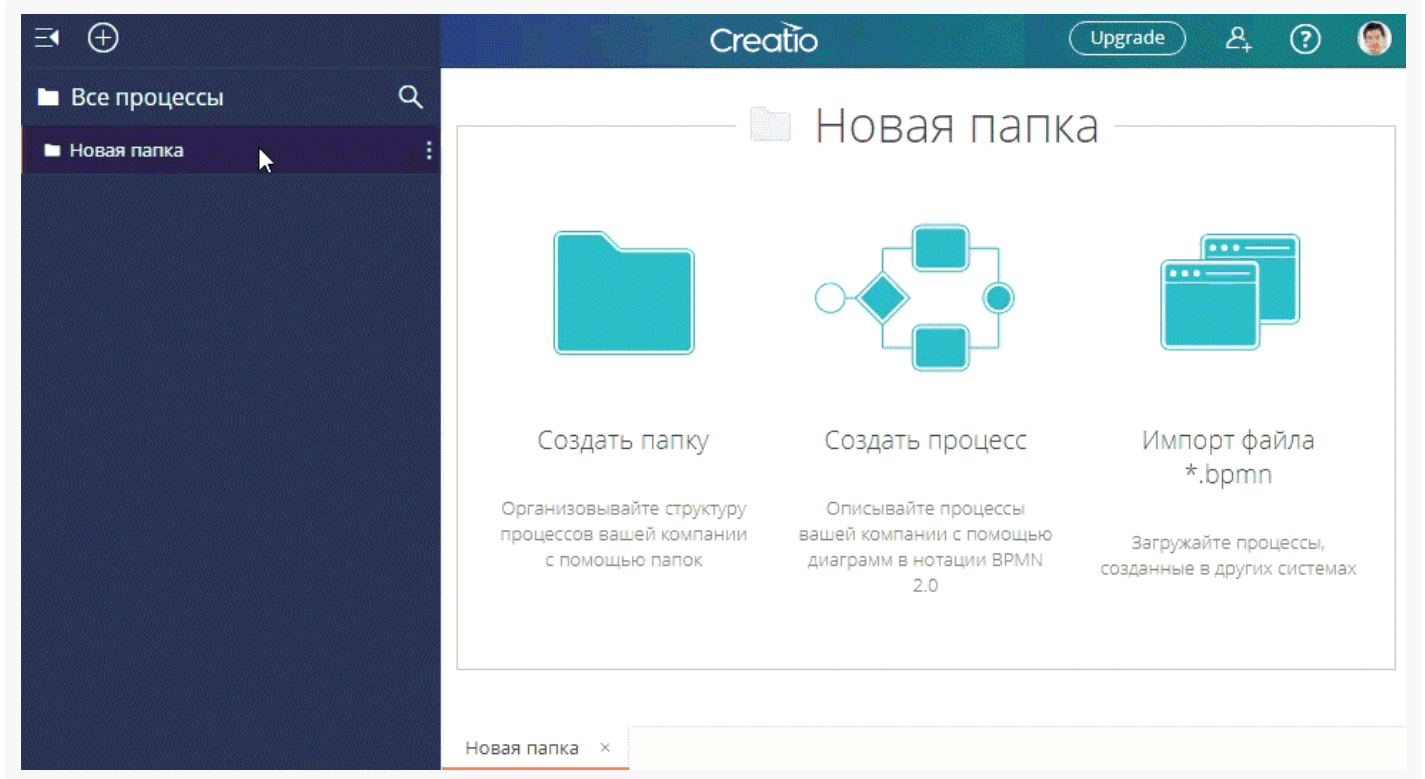 Creatio
Upgrade
Все процессы
Новая папка
Новая папка
Создать папку
Организовывайте структуру
процессов вашей компании
с помощью папок
Создать процесс
Описывайте процессы
вашей компании с помощью
диаграмм в нотации BPMN
2.0
Импорт файла
*.bpmn
Загружайте процессы,
созданные в других системах
Новая папка ×